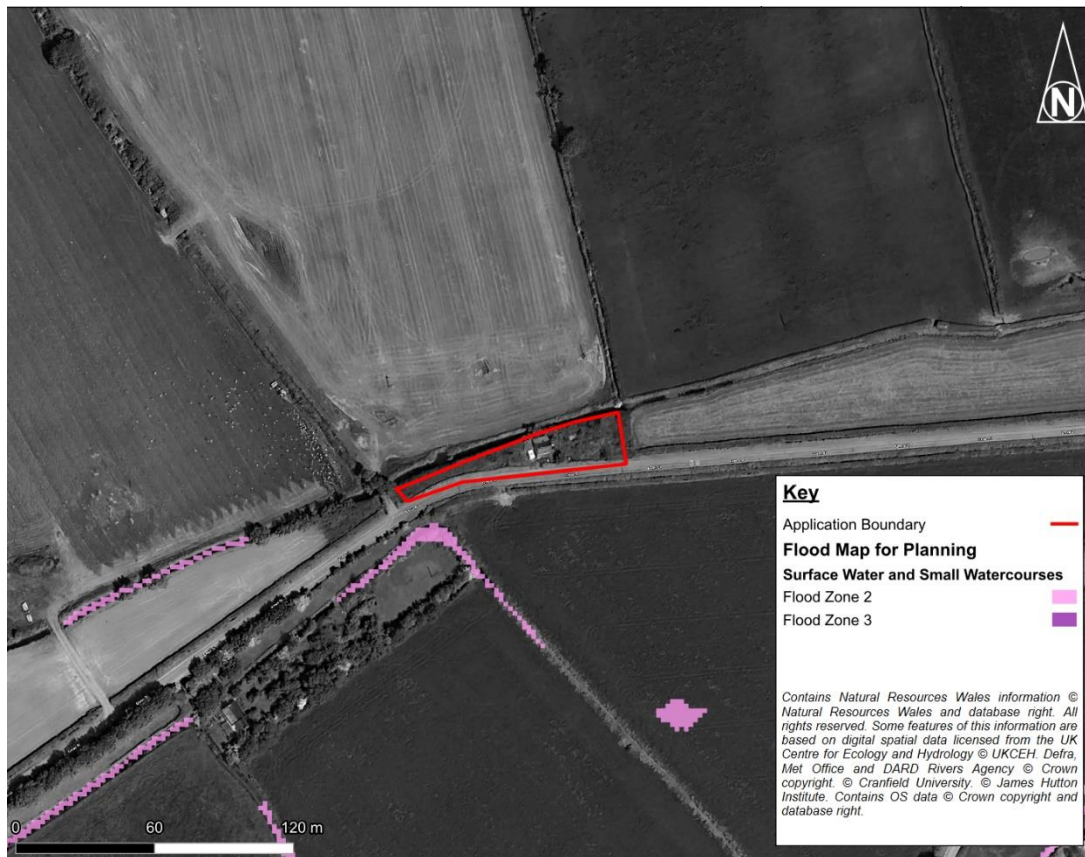 N
Key
Application Boundary
Flood Map for Planning
Surface Water and Small Watercourses
Flood Zone 2
Flood Zone 3
Contains Natural Resources Wales information ©
Natural Resources Wales and database right. All
rights reserved. Some features of this information are
based on digital spatial data licensed from the UK
Centre for Ecology and Hydrology © UKCEH. Defra,
Met Office and DARD Rivers Agency © Crown
copyright. © Cranfield University. © James Hutton
Institute. Contains OS data © Crown copyright and
database right.
0 60 120 m